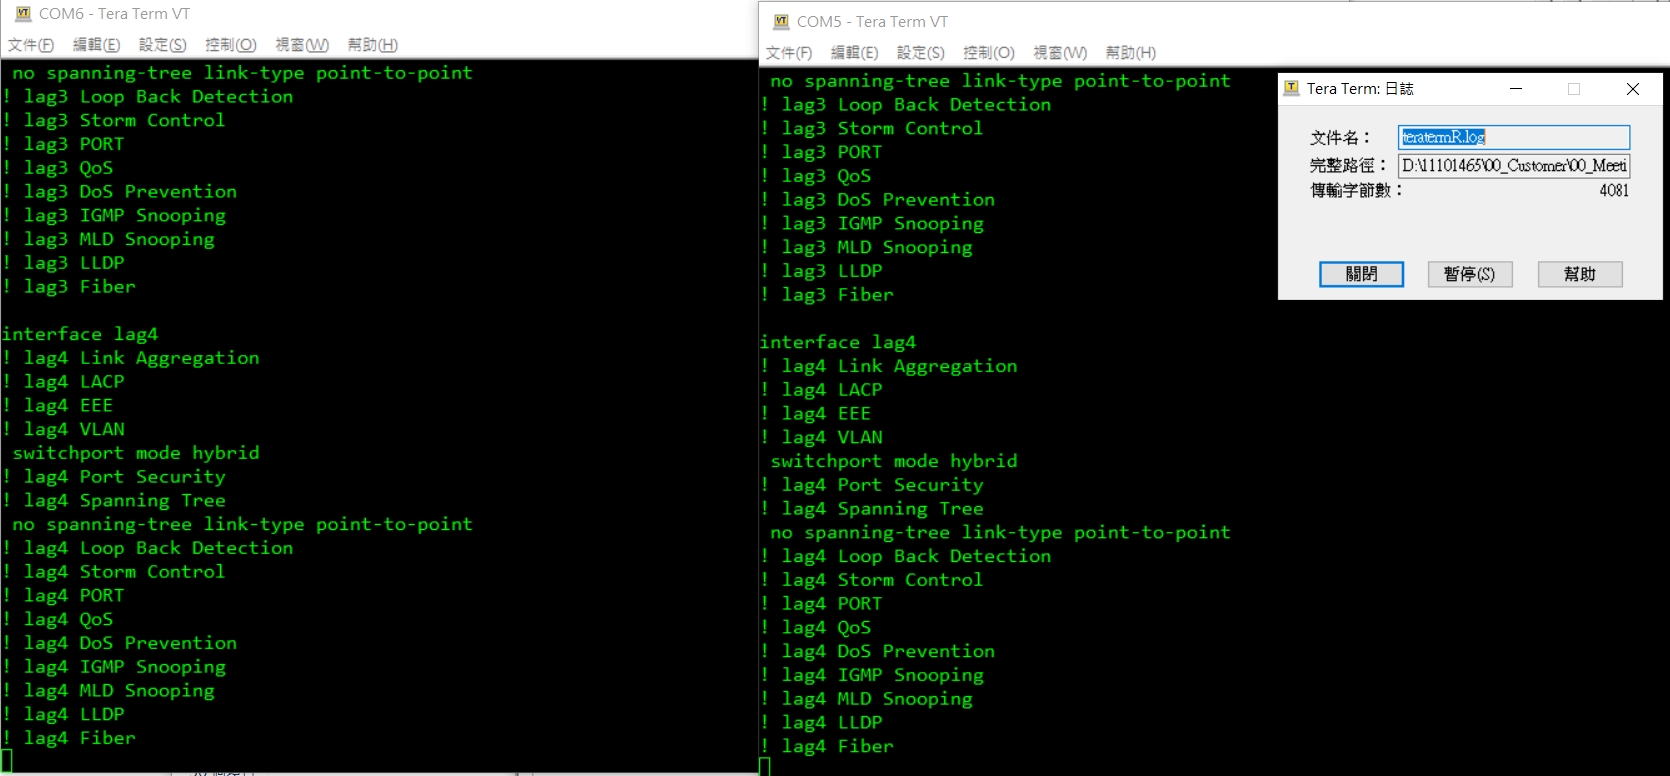 COM6 - Tera Term VT
文件(F) 編輯(E) 設定(S) 控制(O) 視窗(W) 幫助(H)
no spanning-tree link-type point-to-point
! lag3 Loop Back Detection
! lag3 Storm Control
! lag3 PORT
! lag3 QoS
! lag3 DoS Prevention
! lag3 IGMP Snooping
! lag3 MLD Snooping
! lag3 LLDP
! lag3 Fiber
interface lag4
! lag4 Link Aggregation
! lag4 LACP
! lag4 EEE
! lag4 VLAN
switchport mode hybrid
! lag4 Port Security
! lag4 Spanning Tree
no spanning-tree link-type point-to-point
! lag4 Loop Back Detection
! lag4 Storm Control
! lag4 PORT
! lag4 QoS
! lag4 DoS Prevention
! lag4 IGMP Snooping
! lag4 MLD Snooping
! lag4 LLDP
! lag4 Fiber
COM5 - Tera Term VT
文件(F) 編輯(E) 設定(S) 控制(O) 視窗(W) 幫助(H)
no spanning-tree link-type point-to-point
! lag3 Loop Back Detection
! lag3 Storm Control
! lag3 PORT
! lag3 QoS
! lag3 DoS Prevention
! lag3 IGMP Snooping
! lag3 MLD Snooping
! lag3 LLDP
! lag3 Fiber
interface lag4
! lag4 Link Aggregation
! lag4 LACP
! lag4 EEE
! lag4 VLAN
switchport mode hybrid
! lag4 Port Security
! lag4 Spanning Tree
no spanning-tree link-type point-to-point
! lag4 Loop Back Detection
! lag4 Storm Control
! lag4 PORT
! lag4 QoS
! lag4 DoS Prevention
! lag4 IGMP Snooping
! lag4 MLD Snooping
! lag4 LLDP
! lag4 Fiber
Tera Term: 日誌
文件名： teratermR.log
完整路徑： D:\11101465\00_Customer\00_Meeti
傳輸字節數： 4081
關閉 暫停(S) 幫助